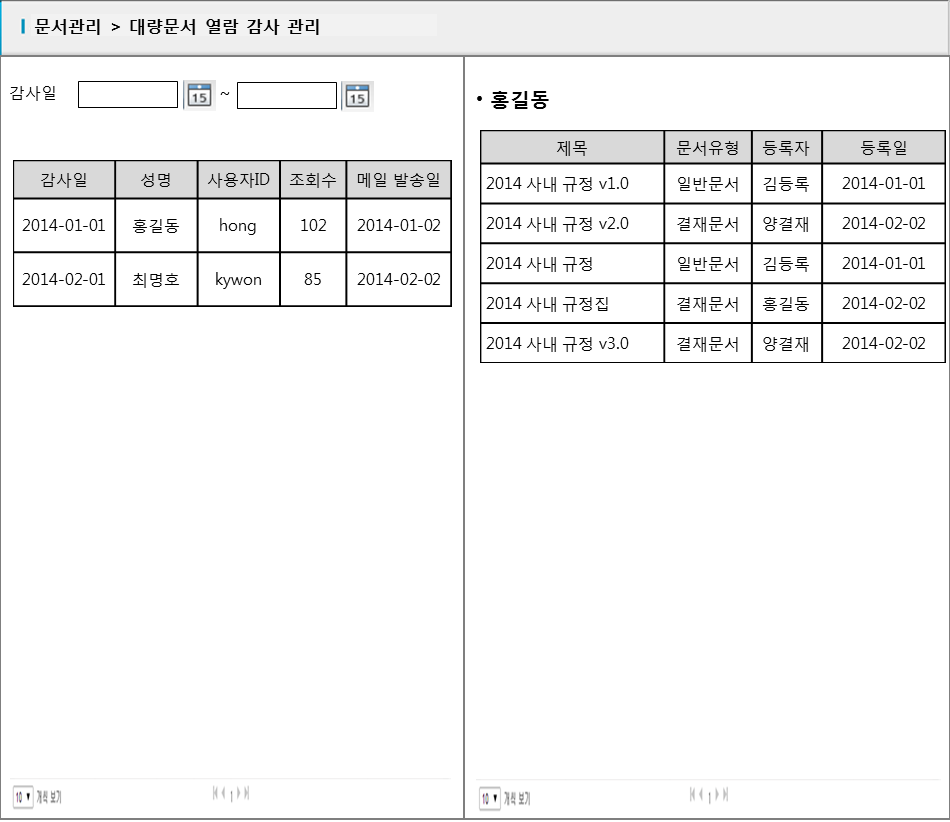 문서관리 > 대량문서 열람 감사 관리
감사일 15 ~ 15
감사일 성명 사용자ID 조회수 메일 발송일
2014-01-01 홍길동 hong 102 2014-01-02
2014-02-01 최명호 kywon 85 2014-02-02
10 ▼ 개씩 보기 1
• 홍길동
제목 문서유형 등록자 등록일
2014 사내 규정 v1.0 일반문서 김등록 2014-01-01
2014 사내 규정 v2.0 결재문서 양결재 2014-02-02
2014 사내 규정 일반문서 김등록 2014-01-01
2014 사내 규정집 결재문서 홍길동 2014-02-02
2014 사내 규정 v3.0 결재문서 양결재 2014-02-02
10 ▼ 개씩 보기 1